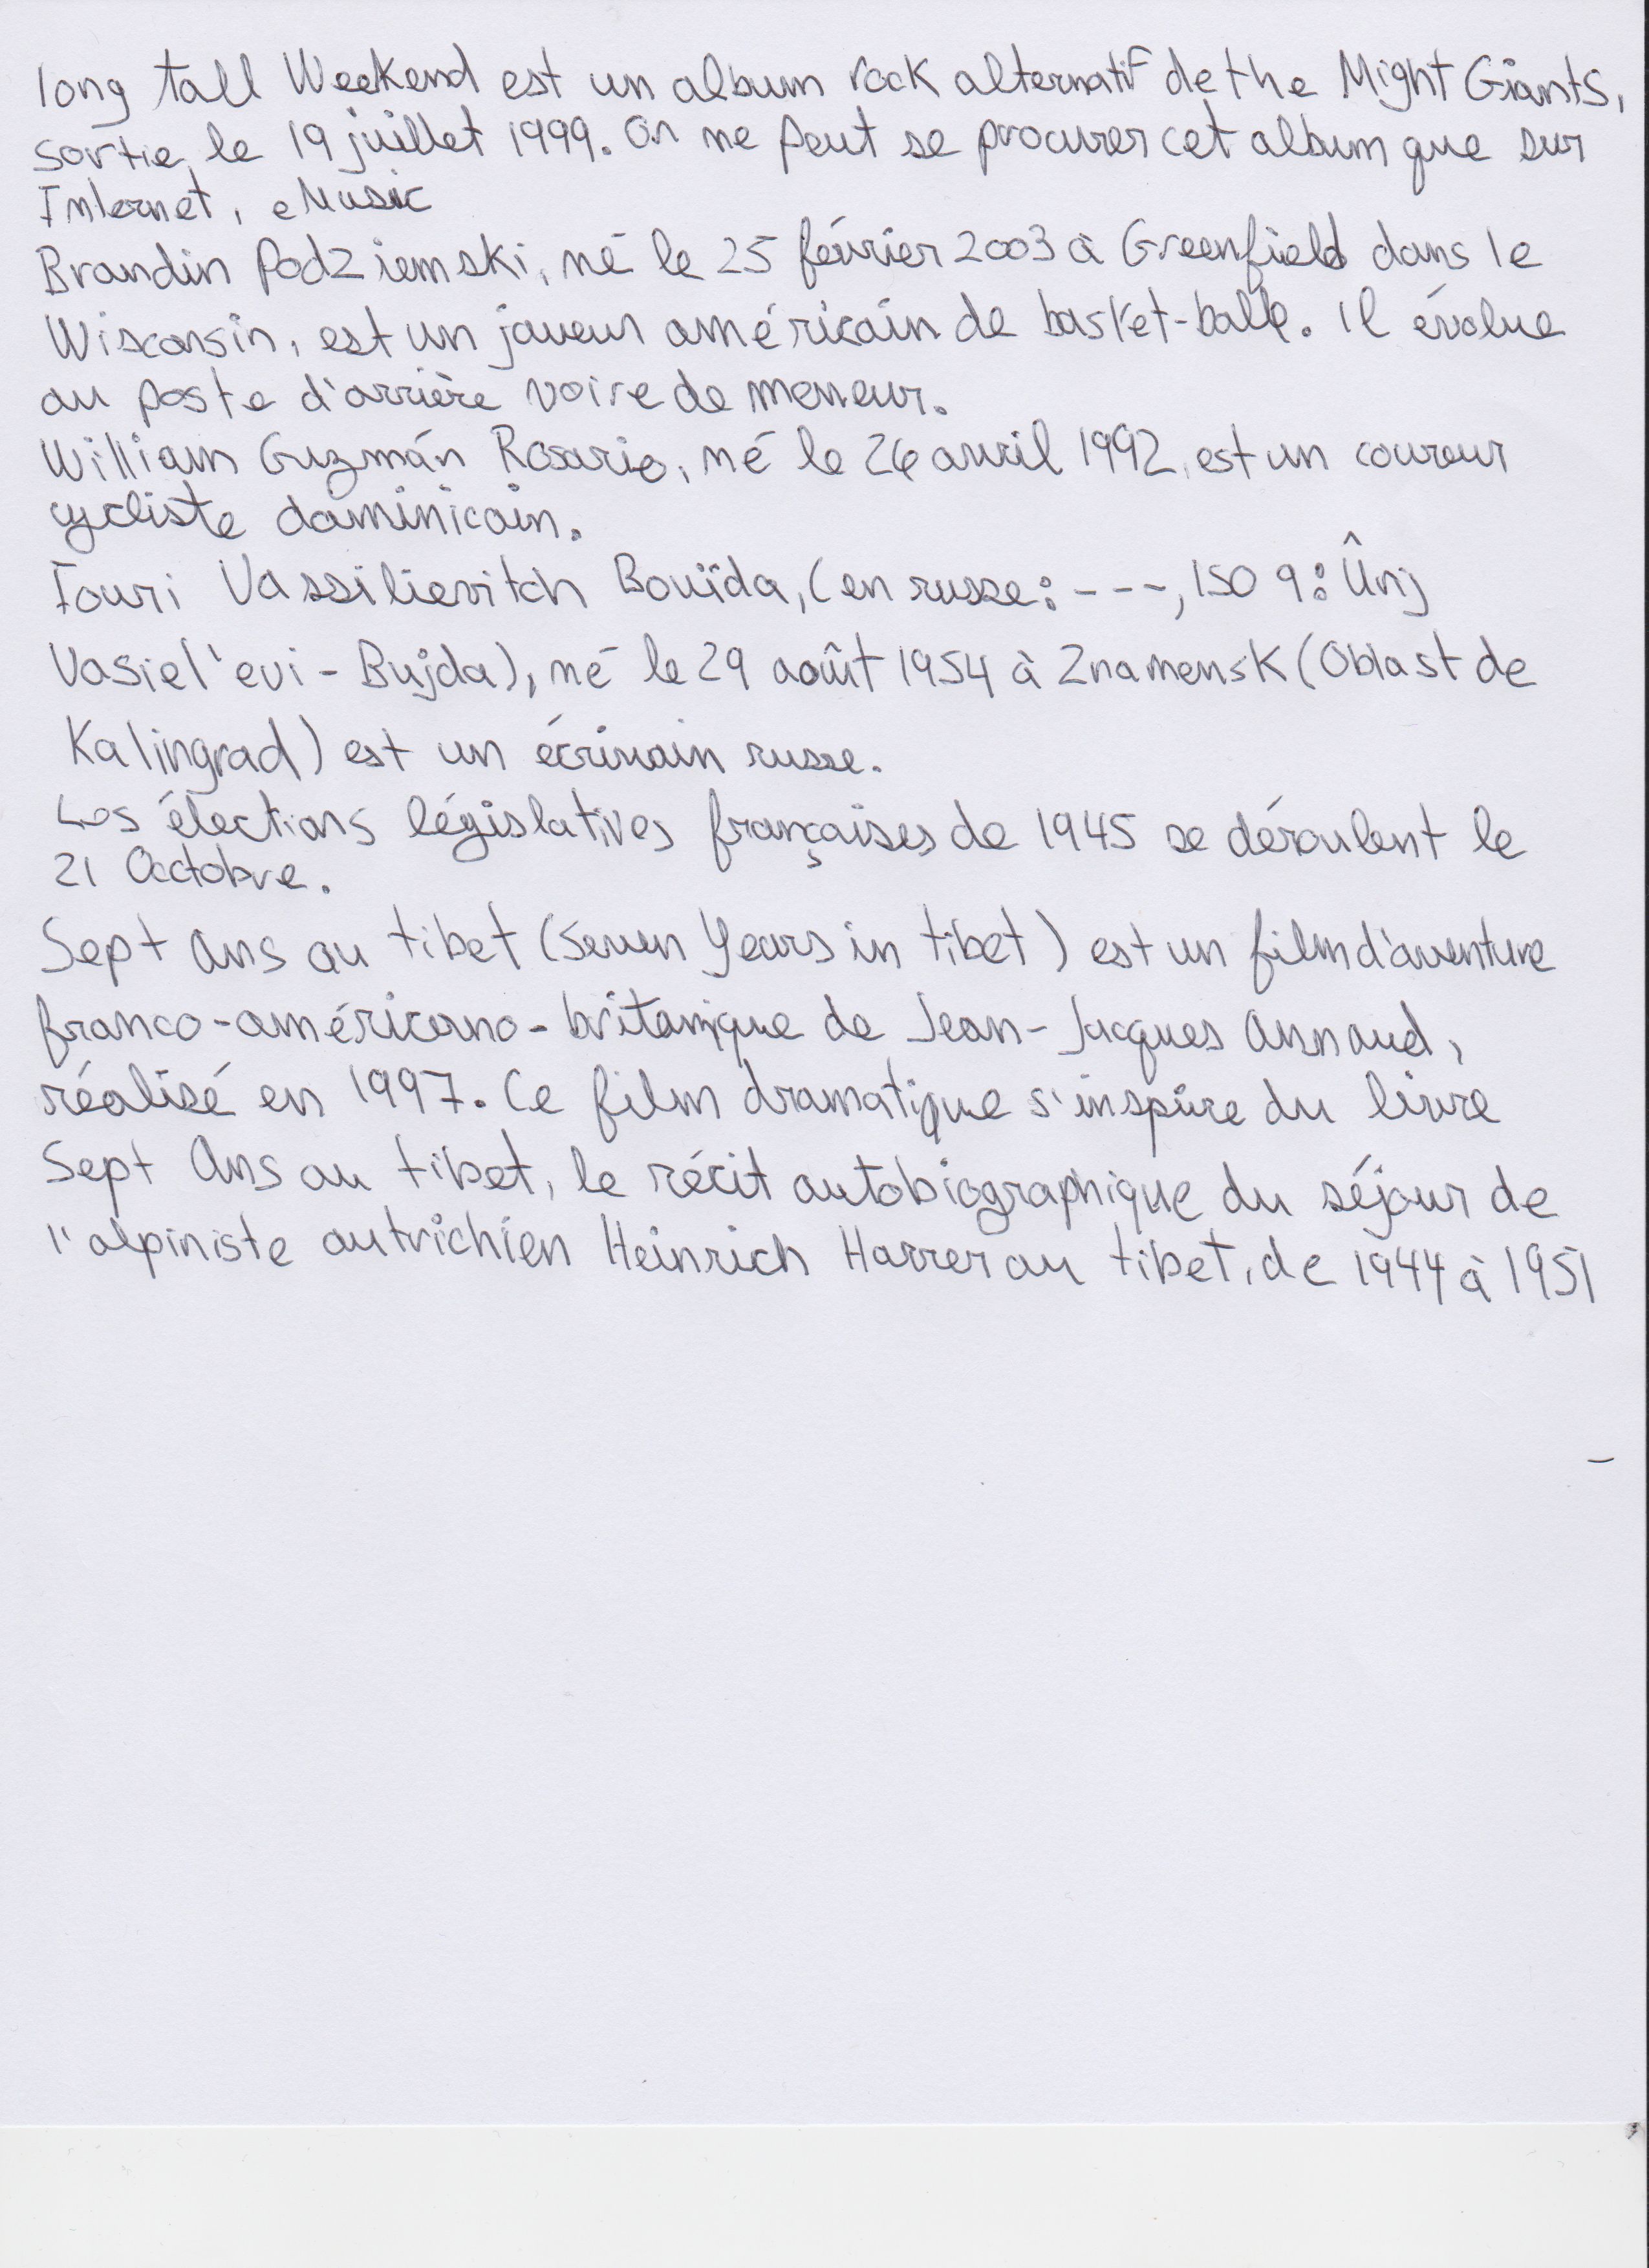 long tall Weekend est un album rock alternatif de the Might Giants,
sortie, le 19 juillet 1999. On ne peut se procurer cet album que sur
Internet, eMusic
Brandin Podziemski, né le 25 février 2003 à Greenfield dans le
Wisconsin, est un joueur américain de basket-ball. Il évolue
au poste d'arrière voire de meneur.
William Guzmán Rosario, né le 26 avril 1992, est un coureur
cycliste dominicain.
Iouri Vassilievitch Bouïda, (en russe : ---, ISO 9 : Ûnij
Vasiel'evi - Bujda), né le 29 août 1954 à Znamensk (Oblast de
Kalingrad) est un écrivain russe.
Les élections législatives françaises de 1945 se déroulent le
21 Octobre.
Sept Ans au tibet (Seven Years in tibet) est un film d'aventure
franco-américano-britanique de Jean-Jacques Annaud,
réalisé en 1997. Ce film dramatique s'inspire du livre
Sept Ans au tibet, le récit autobiographique du séjour de
l'alpiniste autrichien Heinrich Harrer au tibet, de 1944 à 1951